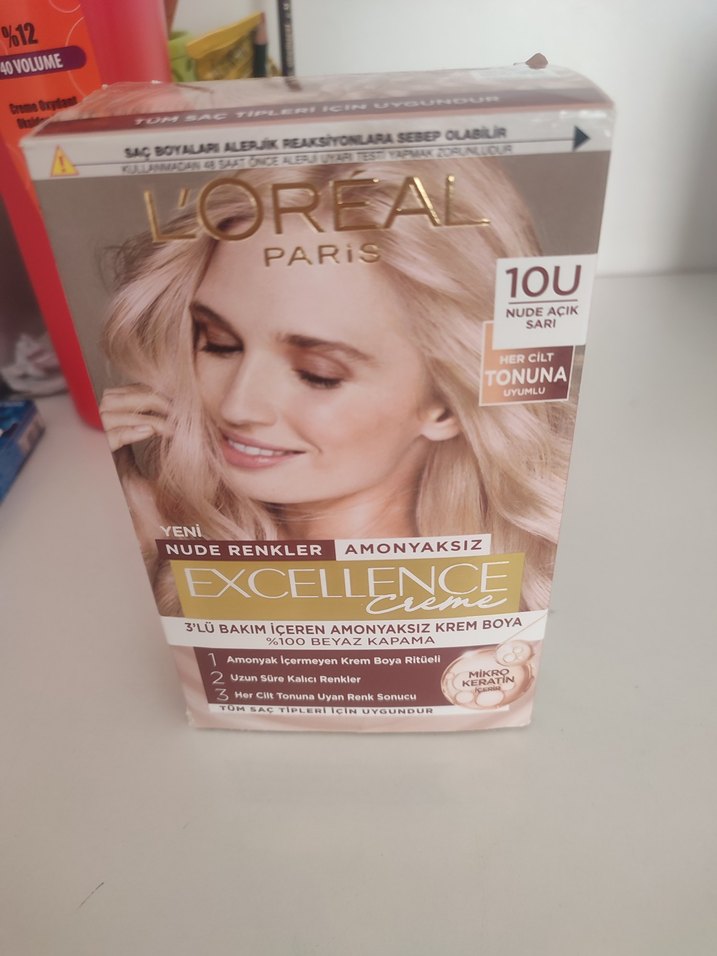 %12
40 VOLUME
Creme Oxydant
TÜM SAÇ TİPLERİ İÇİN UYGUNDUR
SAÇ BOYALARI ALERJİK REAKSİYONLARA SEBEP OLABİLİR
KULLANMADAN 48 SAAT ÖNCE ALERJİ UYARI TESTİ YAPMAK ZORUNLUDUR
L'ORÉAL
PARİS
10U
NUDE AÇIK
SARI
HER CİLT
TONUNA
UYUMLU
YENİ
NUDE RENKLER AMONYAKSIZ
EXCELLENCE
Creme
3'LÜ BAKIM İÇEREN AMONYAKSIZ KREM BOYA
%100 BEYAZ KAPAMA
1 Amonyak İçermeyen Krem Boya Ritüeli
2 Uzun Süre Kalıcı Renkler
3 Her Cilt Tonuna Uyan Renk Sonucu
MİKRO
KERATİN
İÇERİR
TÜM SAÇ TİPLERİ İÇİN UYGUNDUR